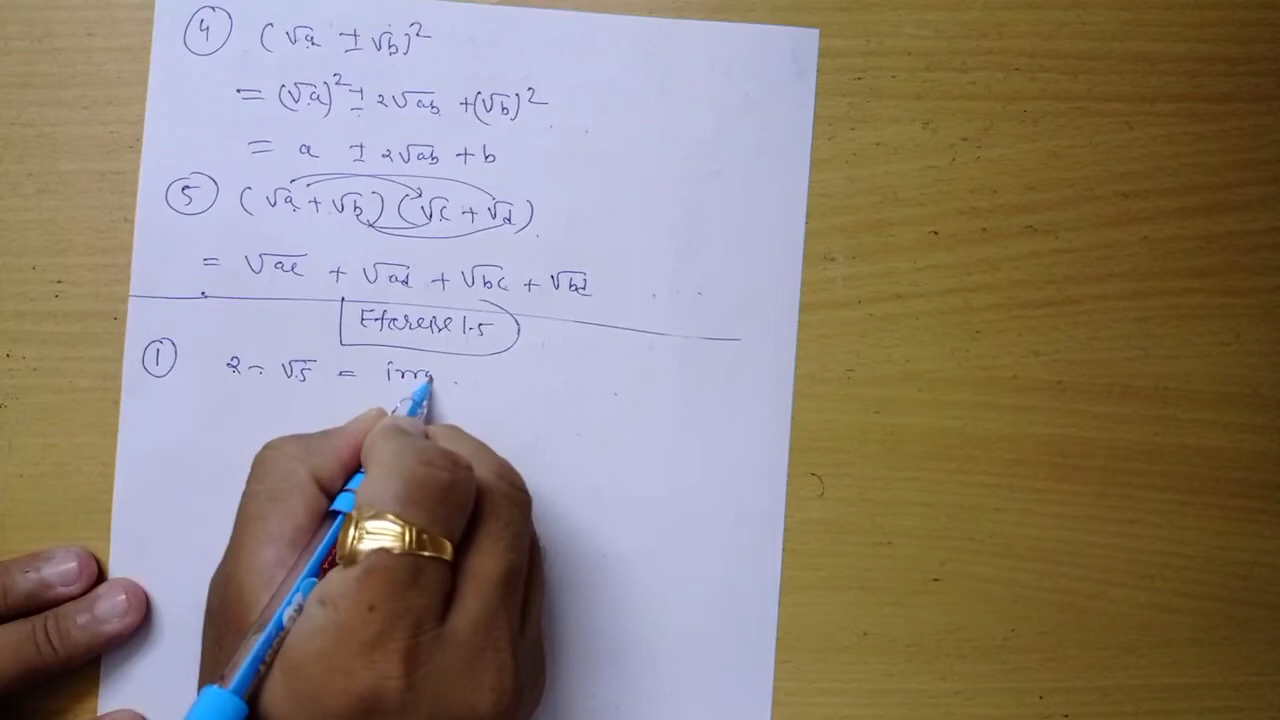 ④ (√a ± √b)²
= (√a)² ± 2√ab + (√b)²
= a ± 2√ab + b
⑤ (√a + √b) (√c + √d)
= √ac + √ad + √bc + √bd
Exercise 1.5
① 2 - √5 = irra